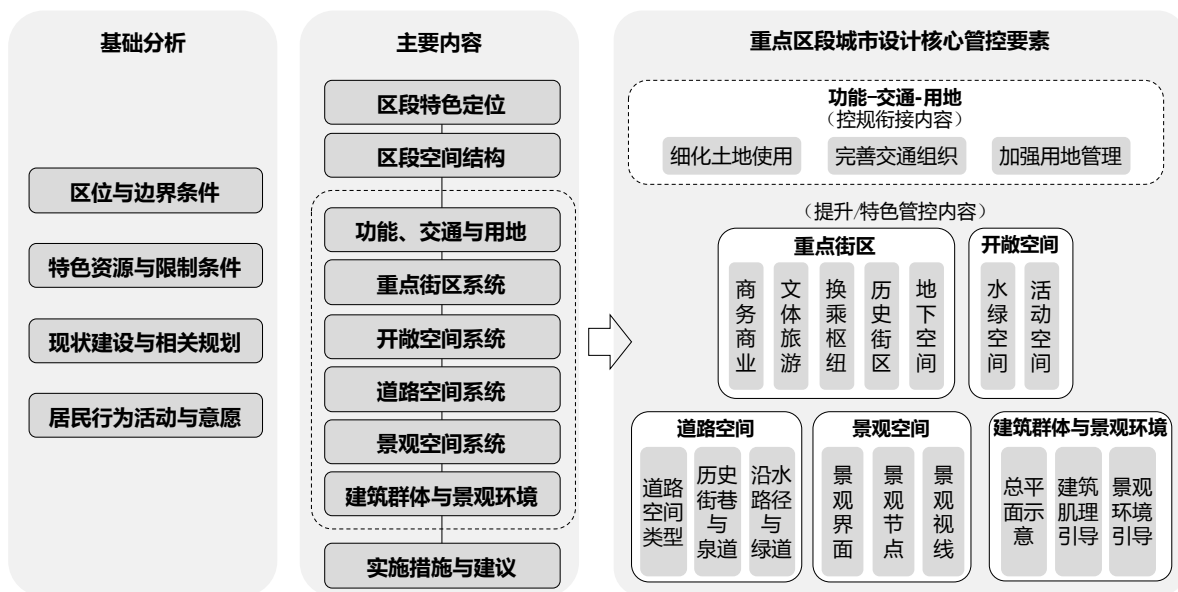 基础分析
区位与边界条件
特色资源与限制条件
现状建设与相关规划
居民行为活动与意愿
主要内容
区段特色定位
区段空间结构
功能、交通与用地
重点街区系统
开敞空间系统
道路空间系统
景观空间系统
建筑群体与景观环境
实施措施与建议
重点区段城市设计核心管控要素
功能-交通-用地
（控规衔接内容）
细化土地使用
完善交通组织
加强用地管理
（提升/特色管控内容）
重点街区
商务商业
文体旅游
换乘枢纽
历史街区
地下空间
开敞空间
水绿空间
活动空间
道路空间
道路
空间
类型
历史
街巷
与
泉道
沿水
路径
与
绿道
景观空间
景观界面
景观节点
景观视线
建筑群体与景观环境
总平
面示
意
建筑
肌理
引导
景观
环境
引导